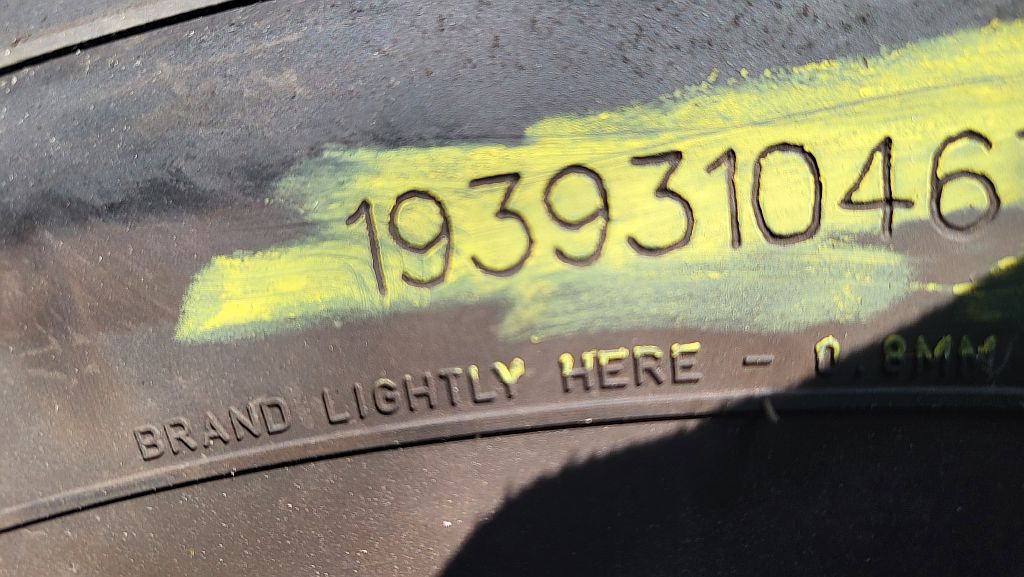 193931046
BRAND LIGHTLY HERE - 0.8MM